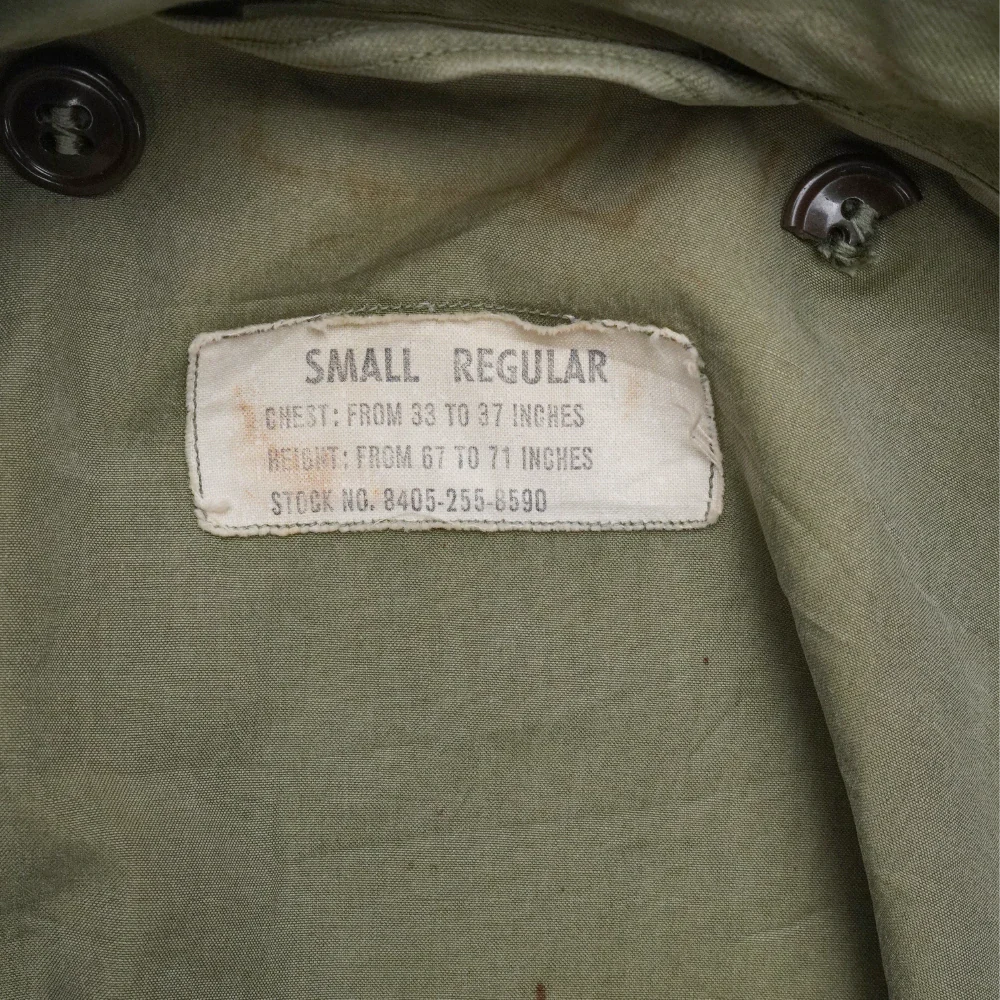 SMALL REGULAR
CHEST: FROM 33 TO 37 INCHES
HEIGHT: FROM 67 TO 71 INCHES
STOCK NO. 8405-255-8590